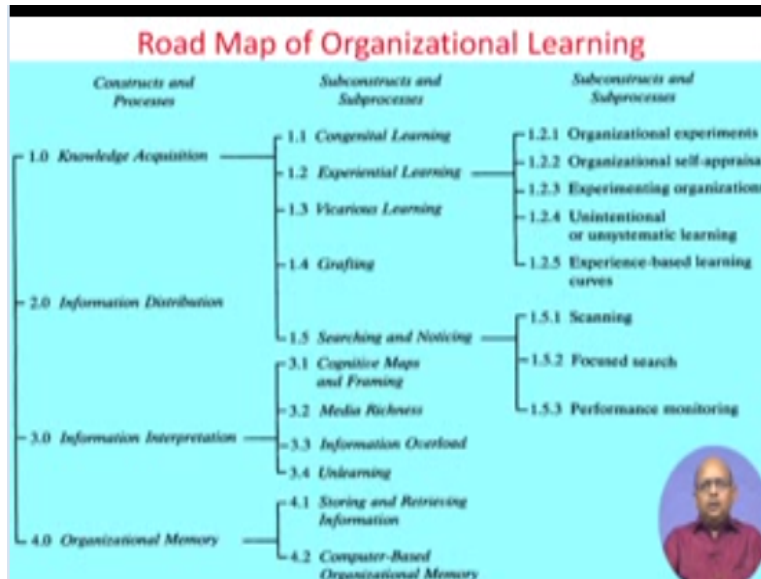 Road Map of Organizational Learning
Constructs and
Processes
Subconstructs and
Subprocesses
Subconstructs and
Subprocesses
1.0 Knowledge Acquisition
1.1 Congenital Learning
1.2 Experiential Learning
1.2.1 Organizational experiments
1.2.2 Organizational self-appraisa
1.2.3 Experimenting organizations
1.2.4 Unintentional
or unsystematic learning
1.2.5 Experience-based learning
curves
1.3 Vicarious Learning
1.4 Grafting
1.5 Searching and Noticing
1.5.1 Scanning
1.5.2 Focused search
1.5.3 Performance monitoring
2.0 Information Distribution
3.0 Information Interpretation
3.1 Cognitive Maps
and Framing
3.2 Media Richness
3.3 Information Overload
3.4 Unlearning
4.0 Organizational Memory
4.1 Storing and Retrieving
Information
4.2 Computer-Based
Organizational Memory